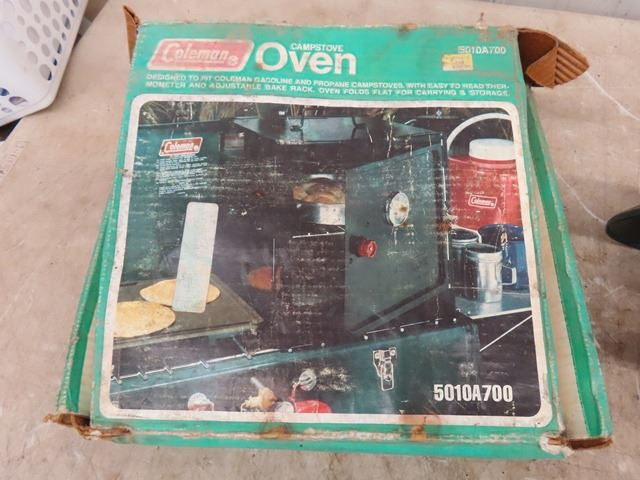 Coleman
CAMPSTOVE
Oven
5010A700
DESIGNED TO FIT COLEMAN GASOLINE AND PROPANE CAMPSTOVES, WITH EASY TO READ THER-
MOMETER AND ADJUSTABLE BAKE RACK. OVEN FOLDS FLAT FOR CARRYING & STORAGE.
Coleman
Coleman
5010A700